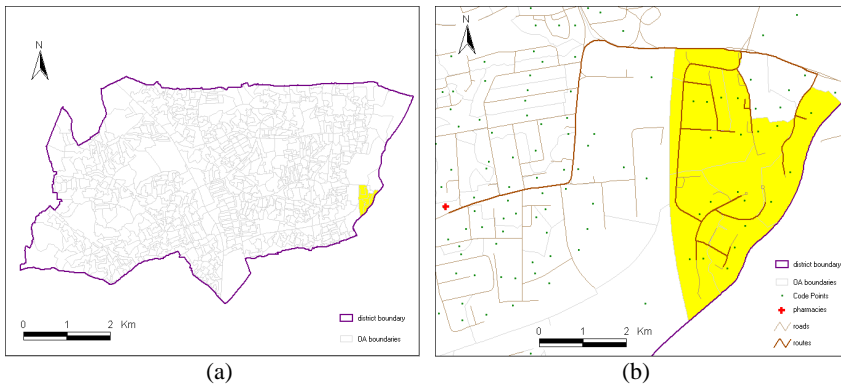 N
0 1 2 Km
district boundary
OA boundaries
(a)
N
district boundary
OA boundaries
Code Points
pharmacies
roads
routes
0 1 2 Km
(b)